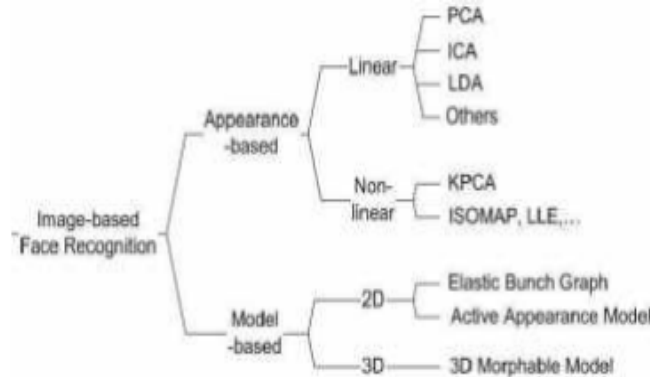 PCA
ICA
Linear
LDA
Appearance
-based
Others
Non-
linear
KPCA
ISOMAP, LLE,...
Image-based
Face Recognition
Elastic Bunch Graph
2D
Active Appearance Model
Model
-based
3D
3D Morphable Model